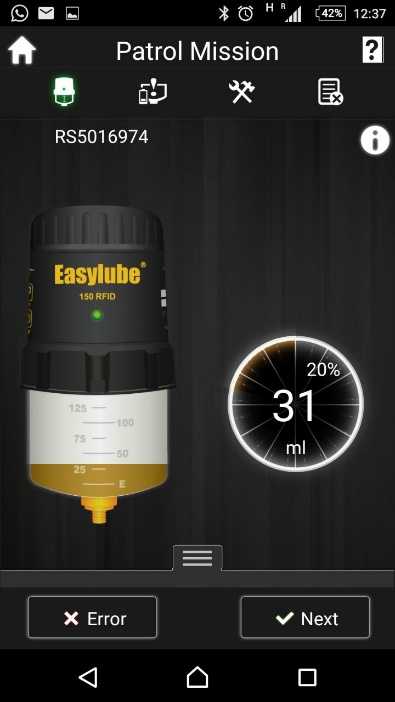 H R 42% 12:37
Patrol Mission ?
RS5016974
i
Easylube®
150 RFID
125
100
75
50
25
E
20%
31
ml
Error
Next